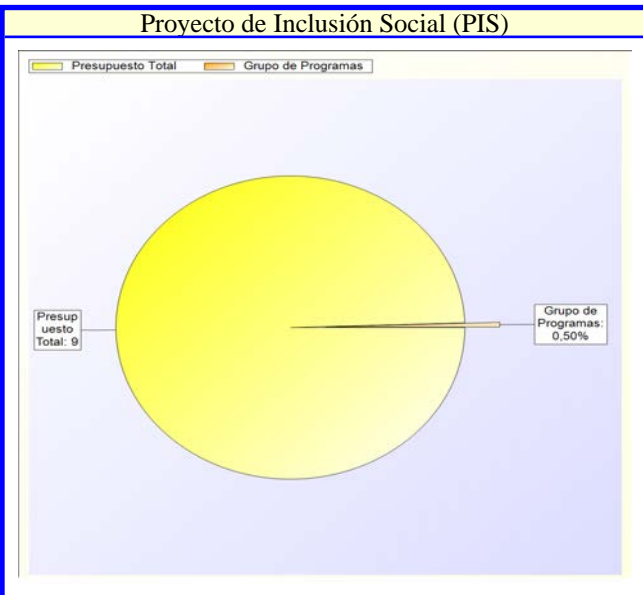 Proyecto de Inclusión Social (PIS)
Presupuesto Total
Grupo de Programas
Presup
uesto
Total: 9
Grupo de
Programas:
0,50%